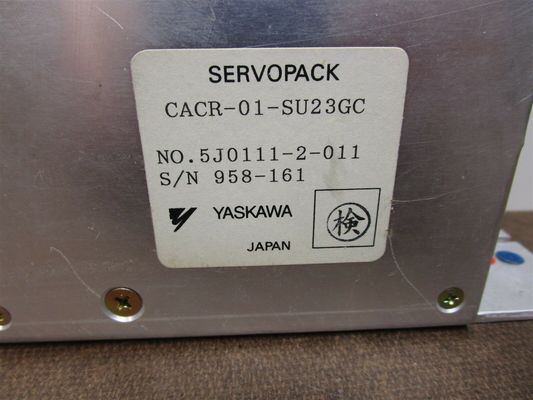 SERVOPACK
CACR-01-SU23GC
NO.5J0111-2-011
S/N 958-161
YASKAWA
JAPAN
検